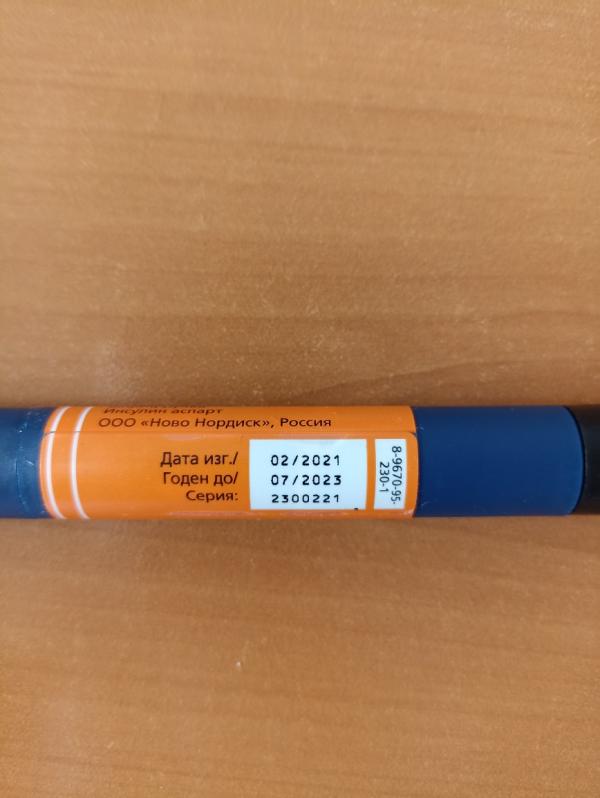 Инсулин аспарт
ООО «Ново Нордиск», Россия
Дата изг./ 02/2021
Годен до/ 07/2023
Серия: 2300221
8-9670-95-
230-1